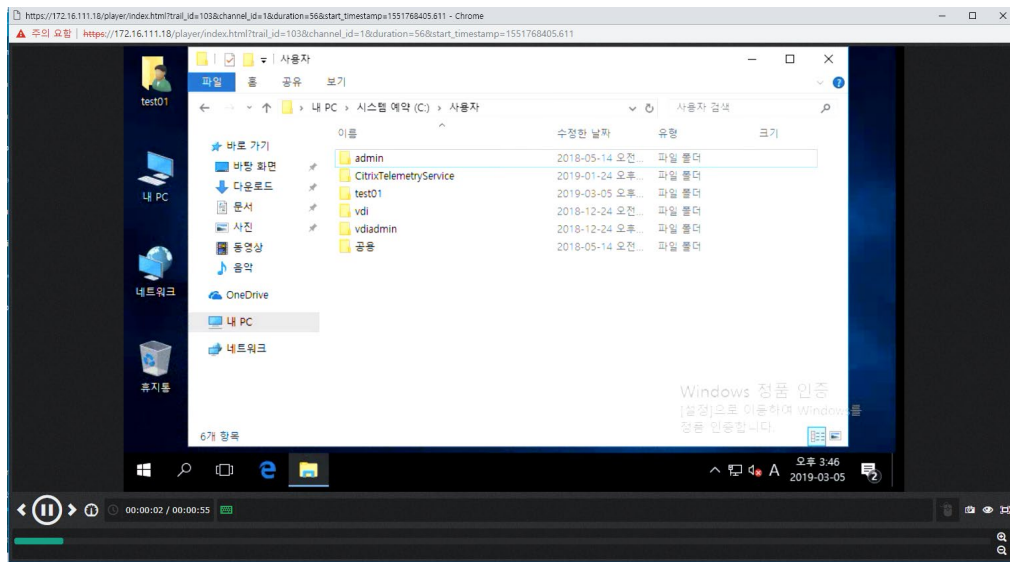 https://172.16.111.18/player/index.html?trail_id=103&channel_id=1&duration=56&start_timestamp=1551768405.611 - Chrome
주의 요함 | https://172.16.111.18/player/index.html?trail_id=103&channel_id=1&duration=56&start_timestamp=1551768405.611
사용자
파일 홈 공유 보기
내 PC › 시스템 예약 (C:) › 사용자
사용자 검색
이름 수정한 날짜 유형 크기
admin 2018-05-14 오전... 파일 폴더
CitrixTelemetryService 2019-01-24 오후... 파일 폴더
test01 2019-03-05 오후... 파일 폴더
vdi 2018-12-24 오전... 파일 폴더
vdiadmin 2018-12-24 오후... 파일 폴더
공용 2018-05-14 오전... 파일 폴더
바로 가기
바탕 화면
다운로드
문서
사진
동영상
음악
OneDrive
내 PC
네트워크
6개 항목
test01
내 PC
네트워크
휴지통
Windows 정품 인증
[설정]으로 이동하여 Windows를
정품 인증합니다.
A
오후 3:46
2019-03-05
2
00:00:02 / 00:00:55